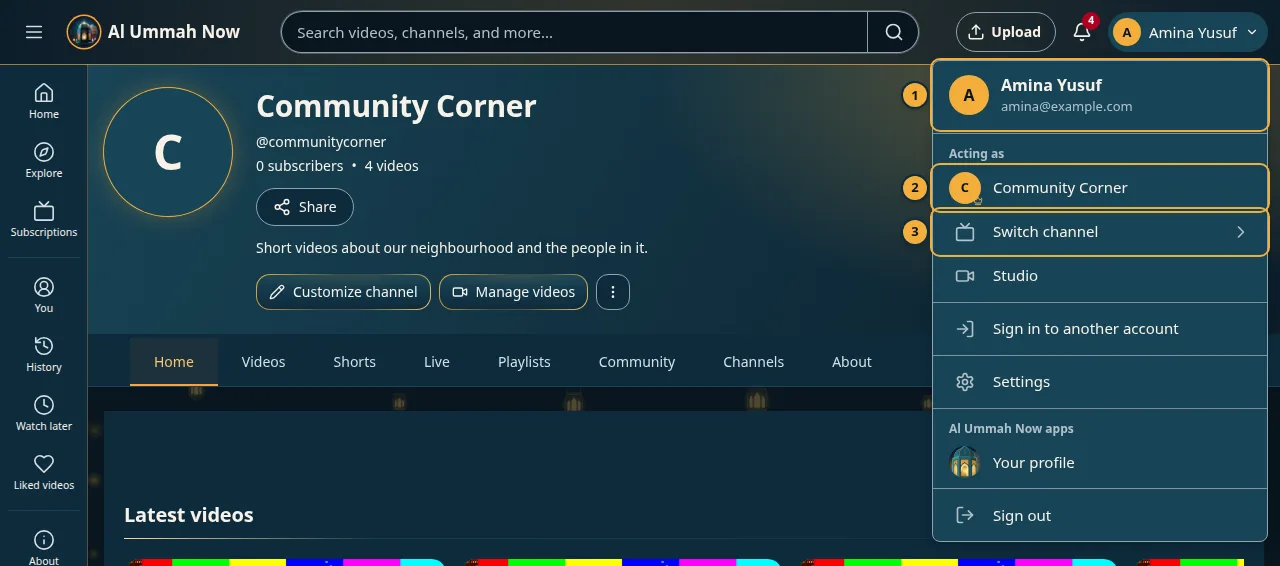 Al Ummah Now
Search videos, channels, and more...
Upload
4
A
Amina Yusuf
Home
Explore
Subscriptions
You
History
Watch later
Liked videos
About
C
Community Corner
@communitycorner
0 subscribers • 4 videos
Share
Short videos about our neighbourhood and the people in it.
Customize channel
Manage videos
Home
Videos
Shorts
Live
Playlists
Community
Channels
About
Latest videos
1
A
Amina Yusuf
amina@example.com
Acting as
2
C
Community Corner
3
Switch channel
Studio
Sign in to another account
Settings
Al Ummah Now apps
Your profile
Sign out